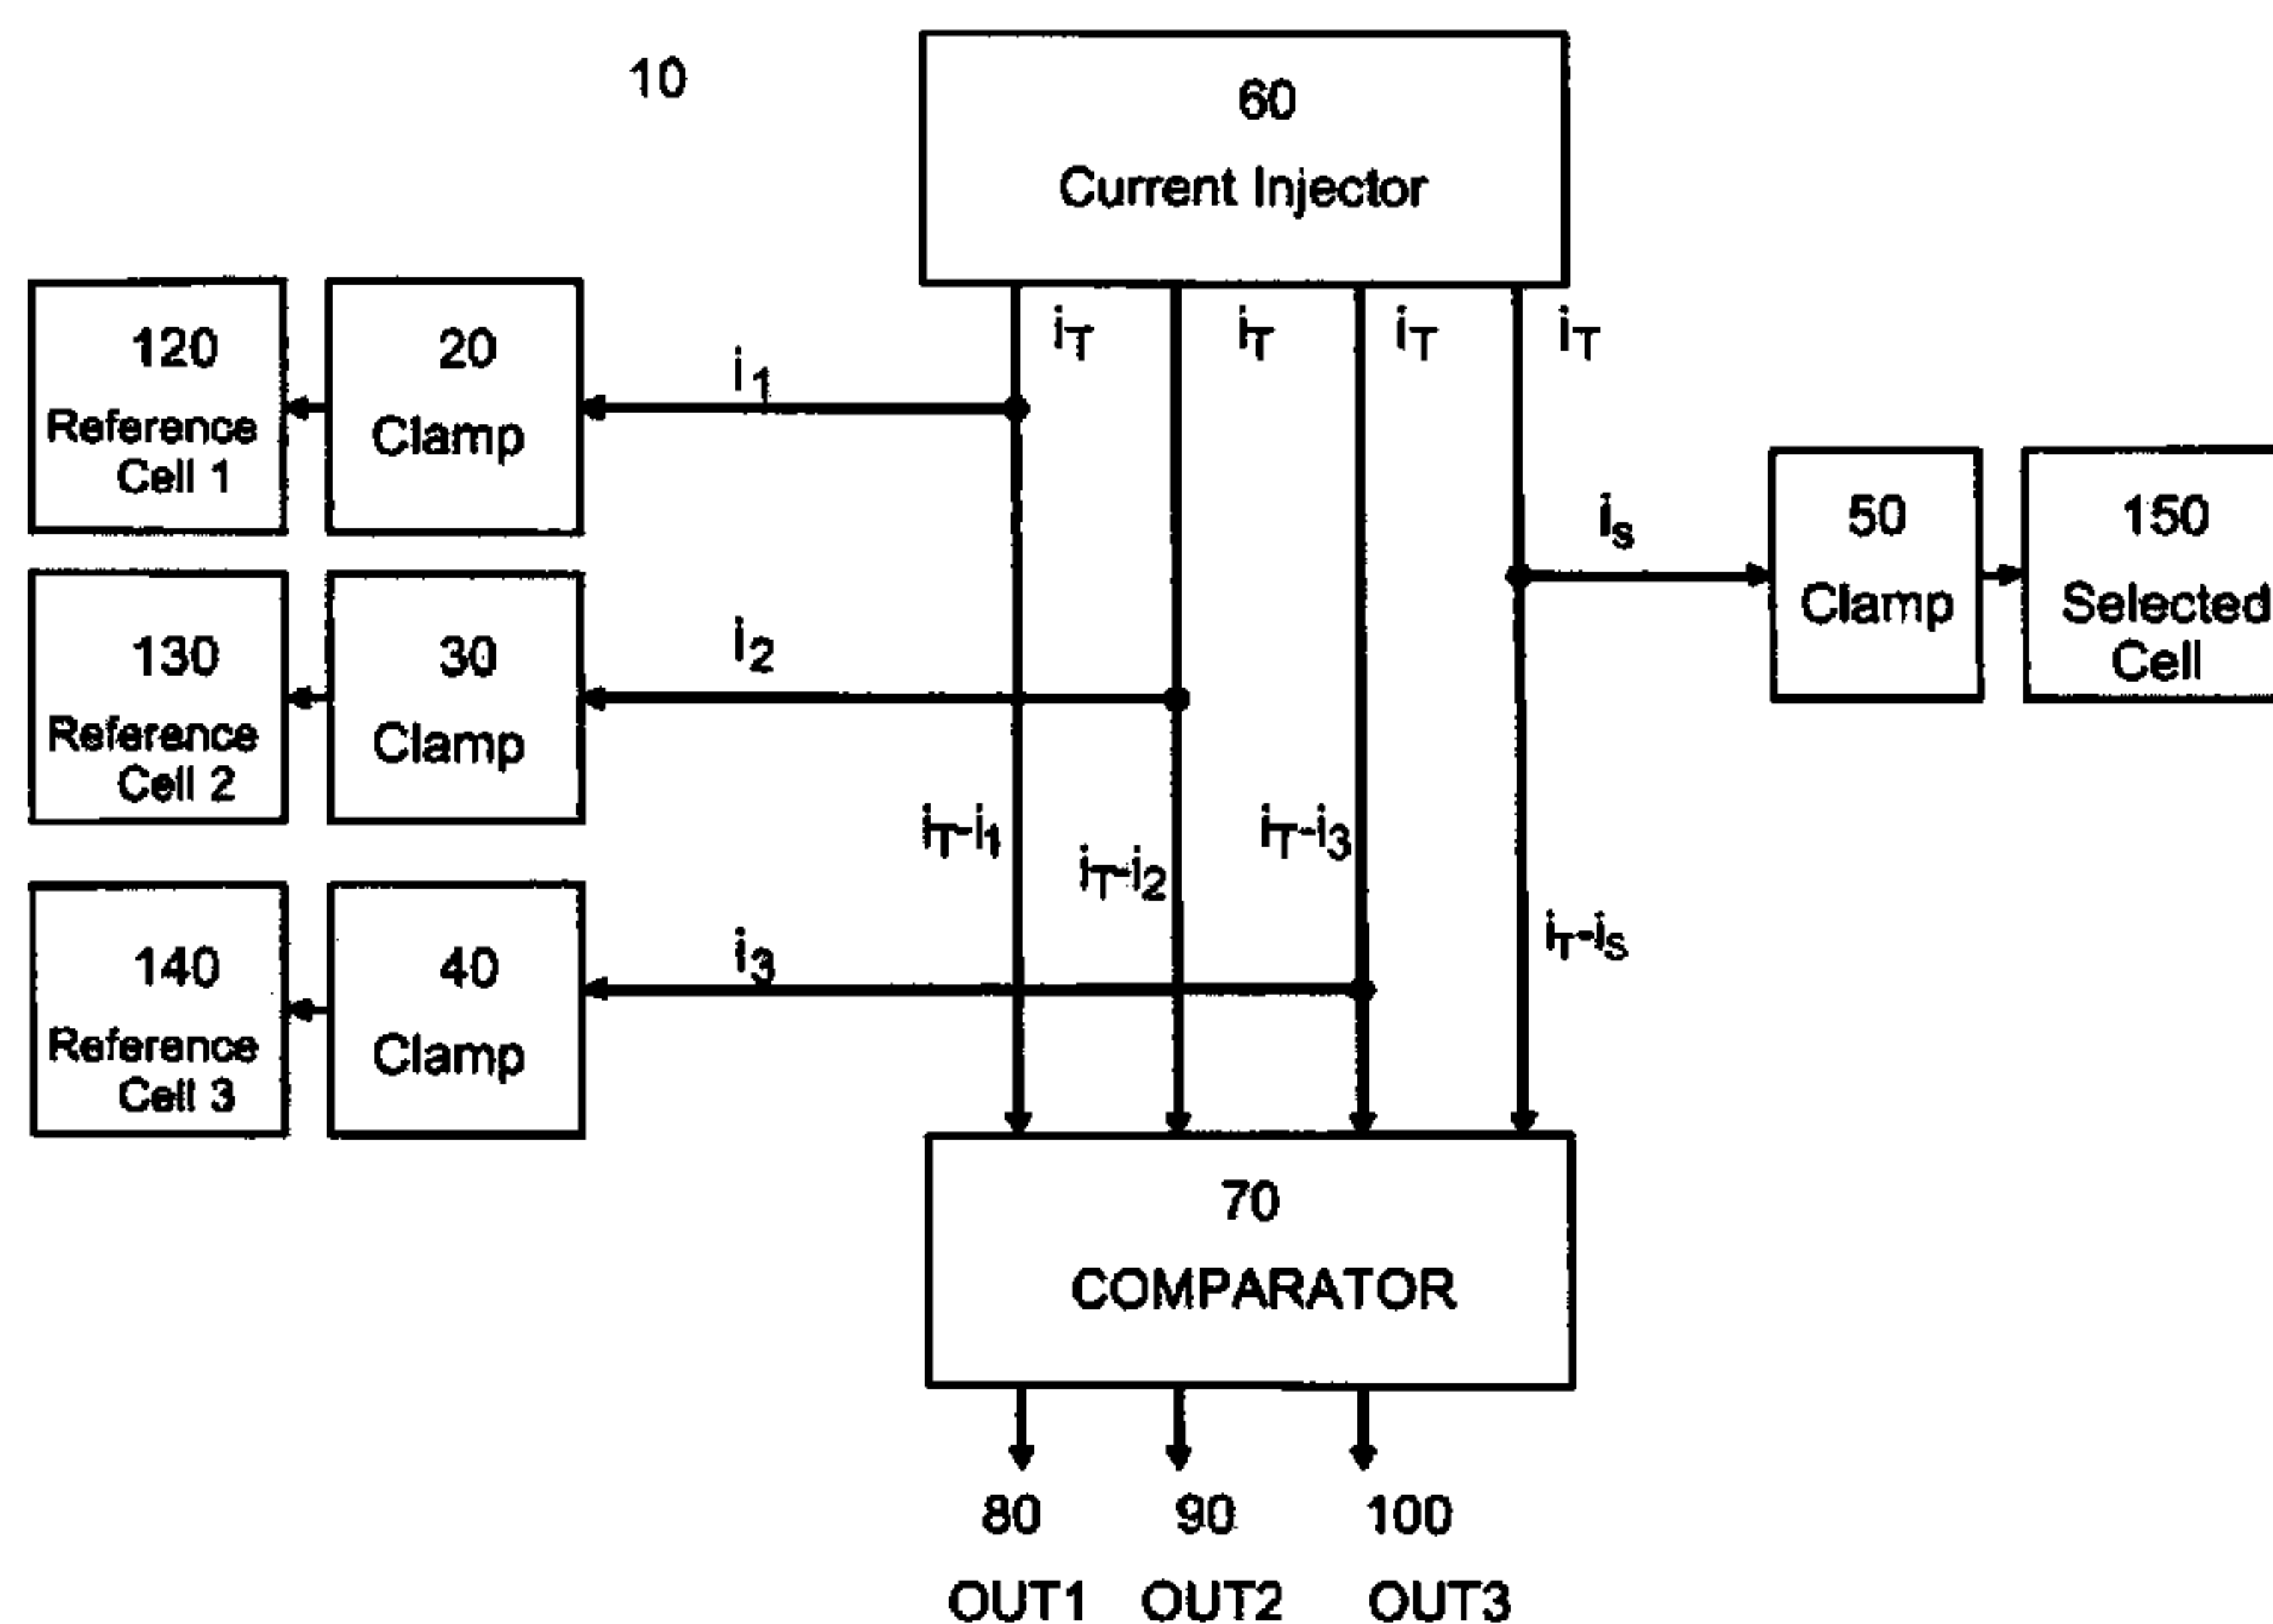 10
60
Current Injector
iT
iT
iT
iT
120
Reference
Cell 1
20
Clamp
i1
130
Reference
Cell 2
30
Clamp
i2
140
Reference
Cell 3
40
Clamp
i3
is
50
Clamp
150
Selected
Cell
iT-i1
iT-i2
iT-i3
iT-iS
70
COMPARATOR
80
OUT1
90
OUT2
100
OUT3